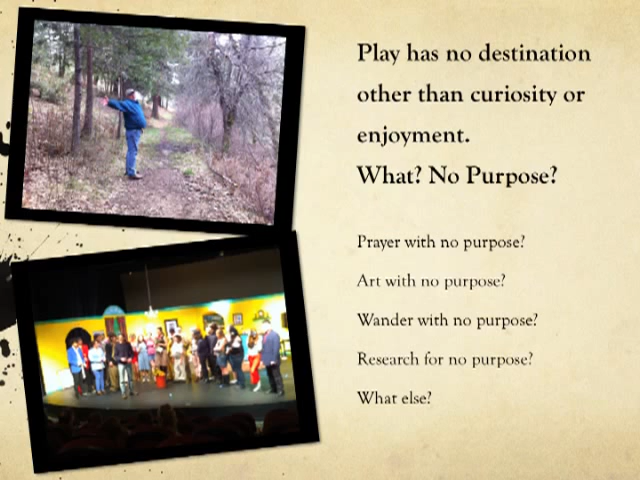 Play has no destination
other than curiosity or
enjoyment.
What? No Purpose?
Prayer with no purpose?
Art with no purpose?
Wander with no purpose?
Research for no purpose?
What else?